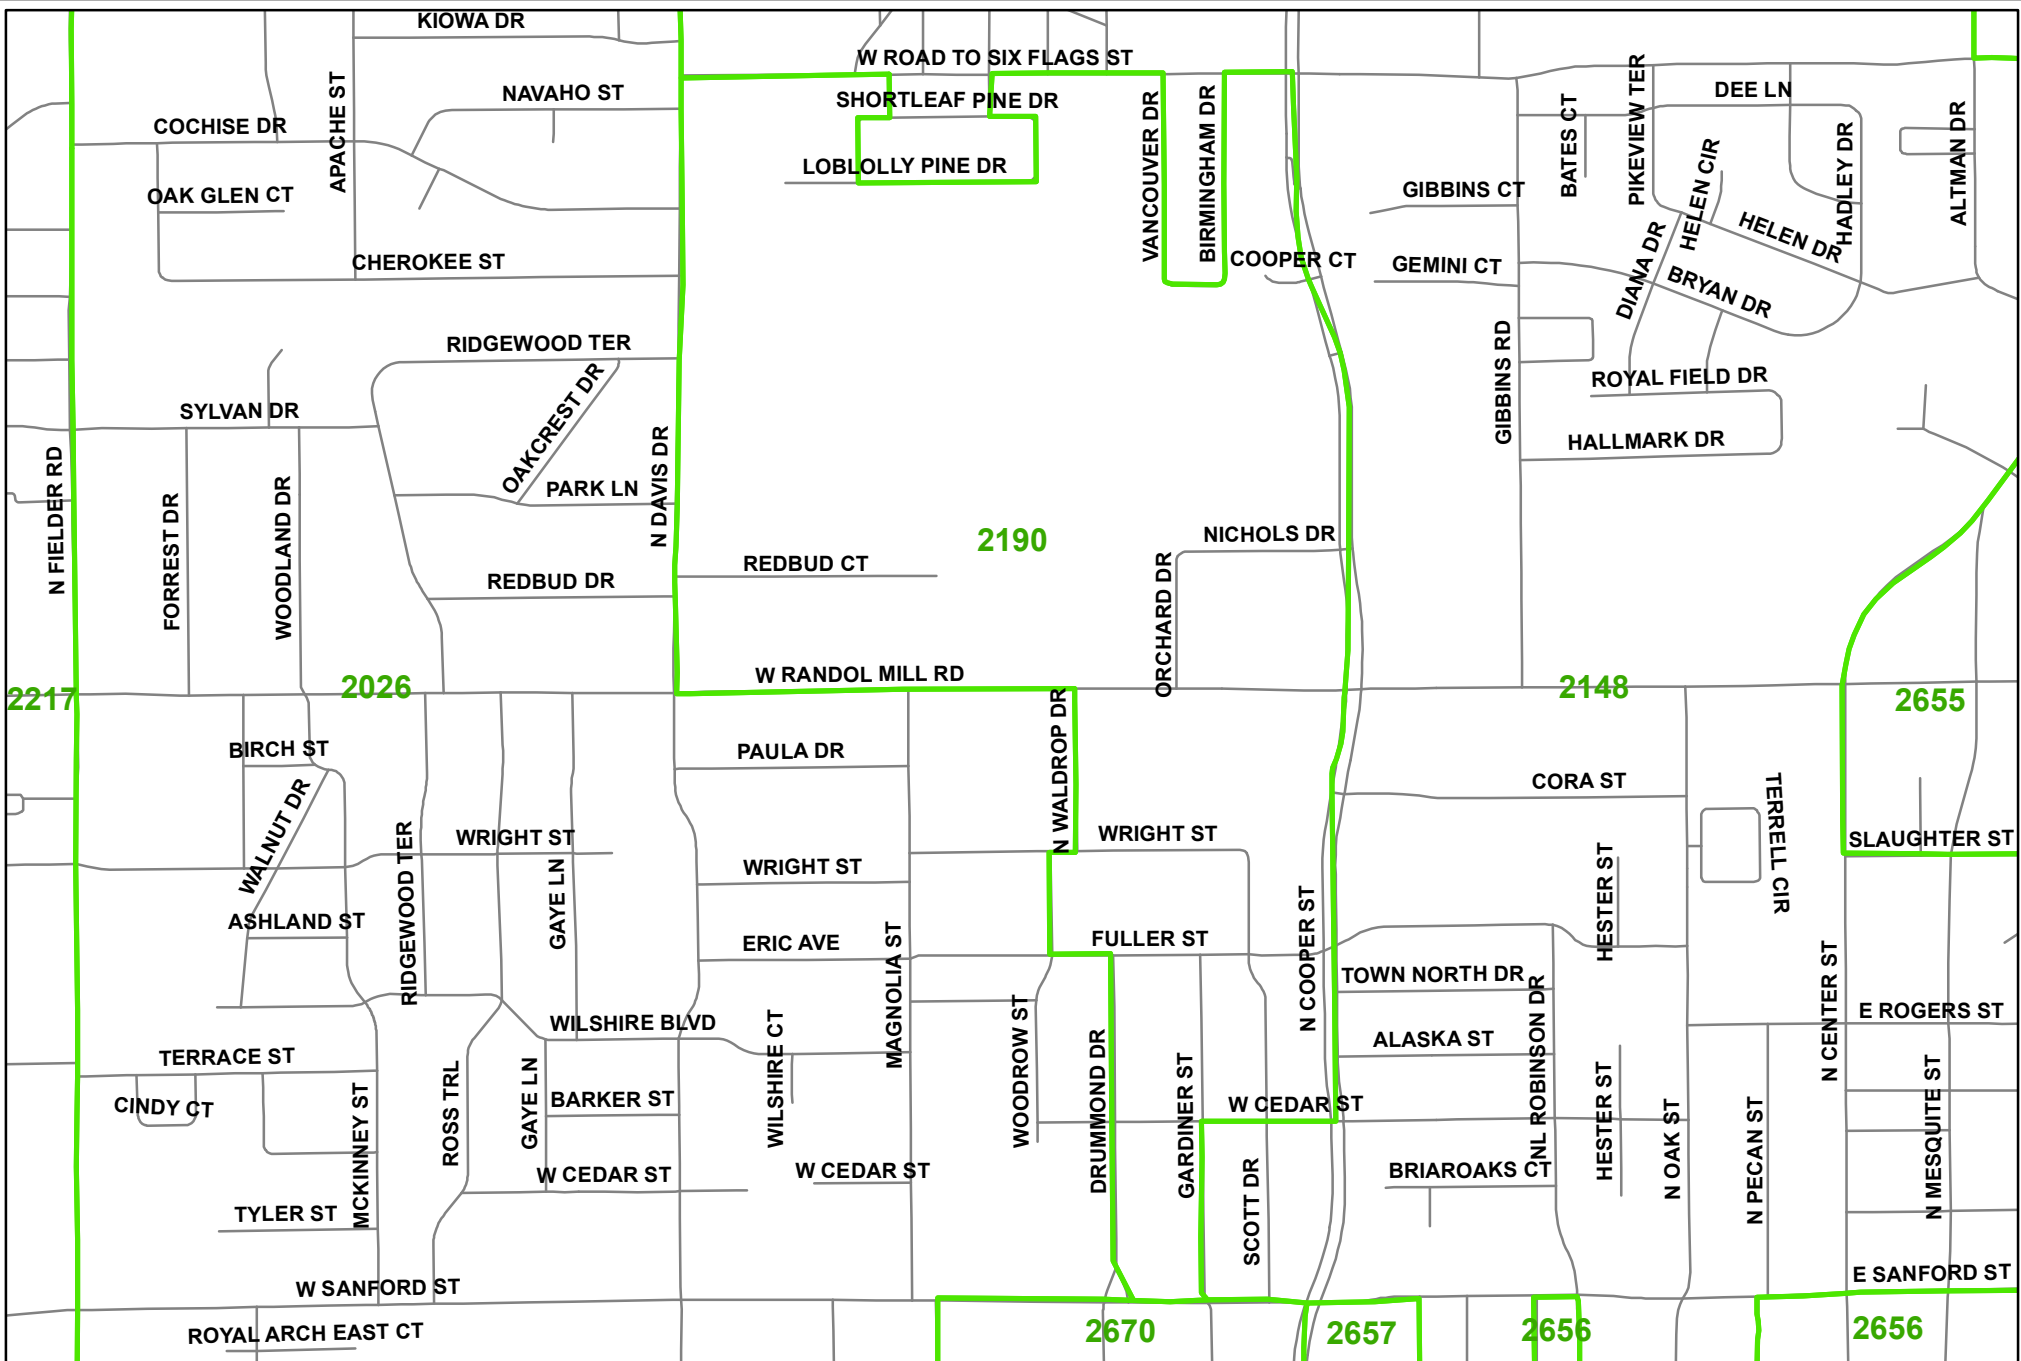 KIOWA DR
W ROAD TO SIX FLAGS ST
NAVAHO ST
SHORTLEAF PINE DR
DEE LN
COCHISE DR
APACHE ST
VANCOUVER DR
BIRMINGHAM DR
BATES CT
PIKEVIEW TER
HADLEY DR
ALTMAN DR
LOBLOLLY PINE DR
OAK GLEN CT
GIBBINS CT
HELEN CIR
HELEN DR
CHEROKEE ST
COOPER CT
GEMINI CT
DIANA DR
BRYAN DR
RIDGEWOOD TER
OAKCREST DR
GIBBINS RD
ROYAL FIELD DR
SYLVAN DR
HALLMARK DR
N FIELDER RD
FORREST DR
WOODLAND DR
PARK LN
N DAVIS DR
2190
NICHOLS DR
REDBUD CT
REDBUD DR
ORCHARD DR
W RANDOL MILL RD
2217
2026
2148
2655
N WALDROP DR
BIRCH ST
PAULA DR
CORA ST
WALNUT DR
RIDGEWOOD TER
WRIGHT ST
WRIGHT ST
WRIGHT ST
TERRELL CIR
SLAUGHTER ST
GAYE LN
HESTER ST
ASHLAND ST
ERIC AVE
MAGNOLIA ST
FULLER ST
N COOPER ST
TOWN NORTH DR
NL ROBINSON DR
N CENTER ST
E ROGERS ST
WILSHIRE BLVD
WILSHIRE CT
WOODROW ST
DRUMMOND DR
GARDINER ST
ALASKA ST
TERRACE ST
CINDY CT
MCKINNEY ST
ROSS TRL
GAYE LN
BARKER ST
W CEDAR ST
HESTER ST
N OAK ST
N PECAN ST
N MESQUITE ST
W CEDAR ST
W CEDAR ST
SCOTT DR
BRIAROAKS CT
TYLER ST
W SANFORD ST
E SANFORD ST
ROYAL ARCH EAST CT
2670
2657
2656
2656